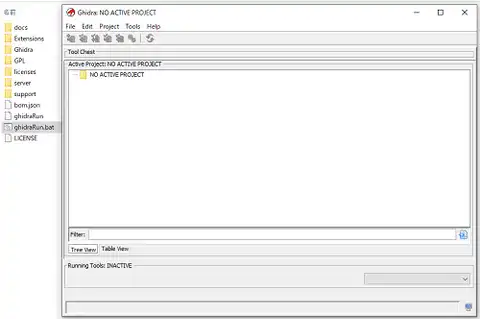 名前
docs
Extensions
Ghidra
GPL
licenses
server
support
bom.json
ghidraRun
ghidraRun.bat
LICENSE
Ghidra: NO ACTIVE PROJECT
File Edit Project Tools Help
Tool Chest
Active Project: NO ACTIVE PROJECT
NO ACTIVE PROJECT
Filter:
Tree View Table View
Running Tools: INACTIVE